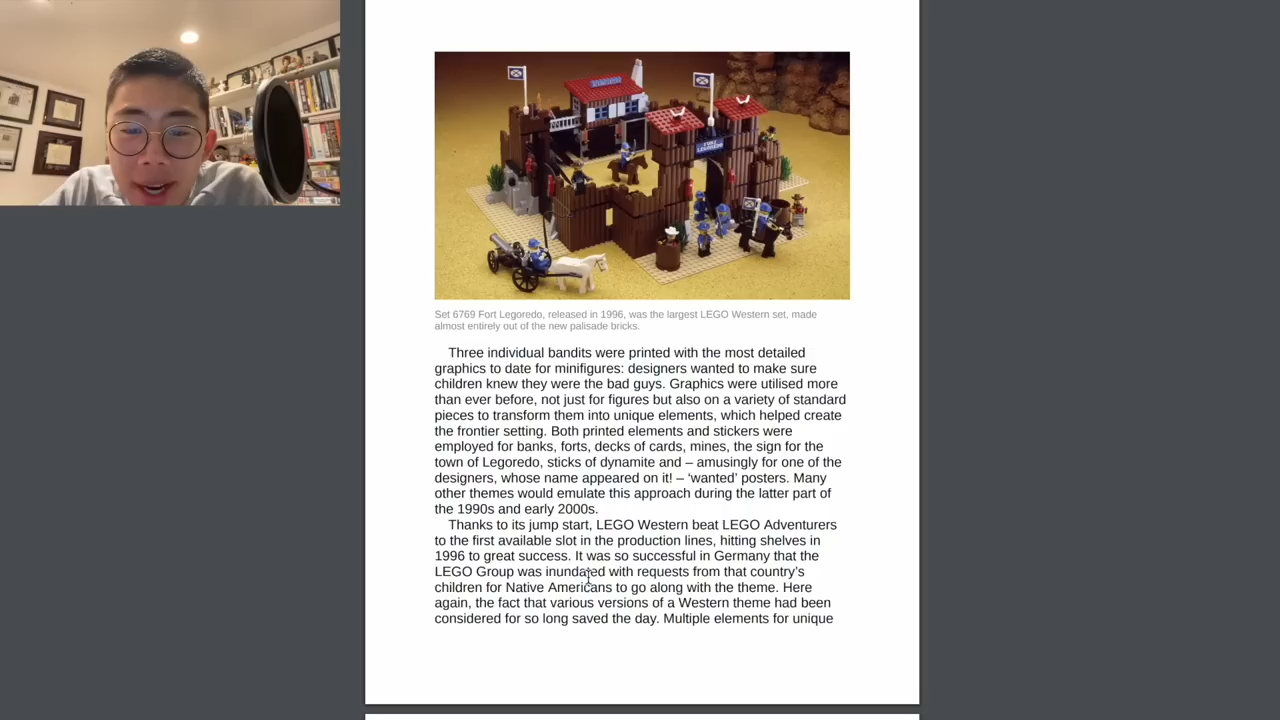 FORT
LEGOREDO
Set 6769 Fort Legoredo, released in 1996, was the largest LEGO Western set, made
almost entirely out of the new palisade bricks.
Three individual bandits were printed with the most detailed
graphics to date for minifigures: designers wanted to make sure
children knew they were the bad guys. Graphics were utilised more
than ever before, not just for figures but also on a variety of standard
pieces to transform them into unique elements, which helped create
the frontier setting. Both printed elements and stickers were
employed for banks, forts, decks of cards, mines, the sign for the
town of Legoredo, sticks of dynamite and – amusingly for one of the
designers, whose name appeared on it! – ‘wanted’ posters. Many
other themes would emulate this approach during the latter part of
the 1990s and early 2000s.
Thanks to its jump start, LEGO Western beat LEGO Adventurers
to the first available slot in the production lines, hitting shelves in
1996 to great success. It was so successful in Germany that the
LEGO Group was inundated with requests from that country’s
children for Native Americans to go along with the theme. Here
again, the fact that various versions of a Western theme had been
considered for so long saved the day. Multiple elements for unique